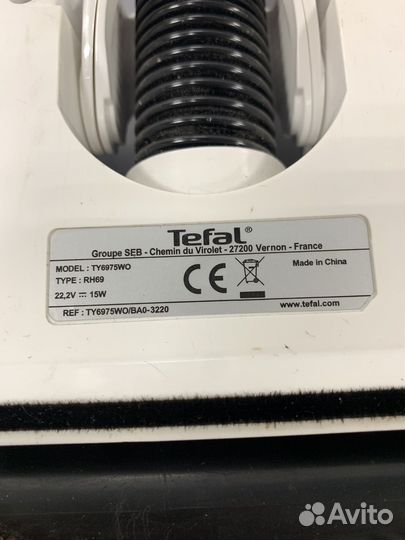 Tefal®
Groupe SEB - Chemin du Virolet - 27200 Vernon - France
MODEL : TY6975WO
Made in China
TYPE : RH69
CE
22,2V ⎓ 15W
REF : TY6975WO/BA0-3220
www.tefal.com
Avito